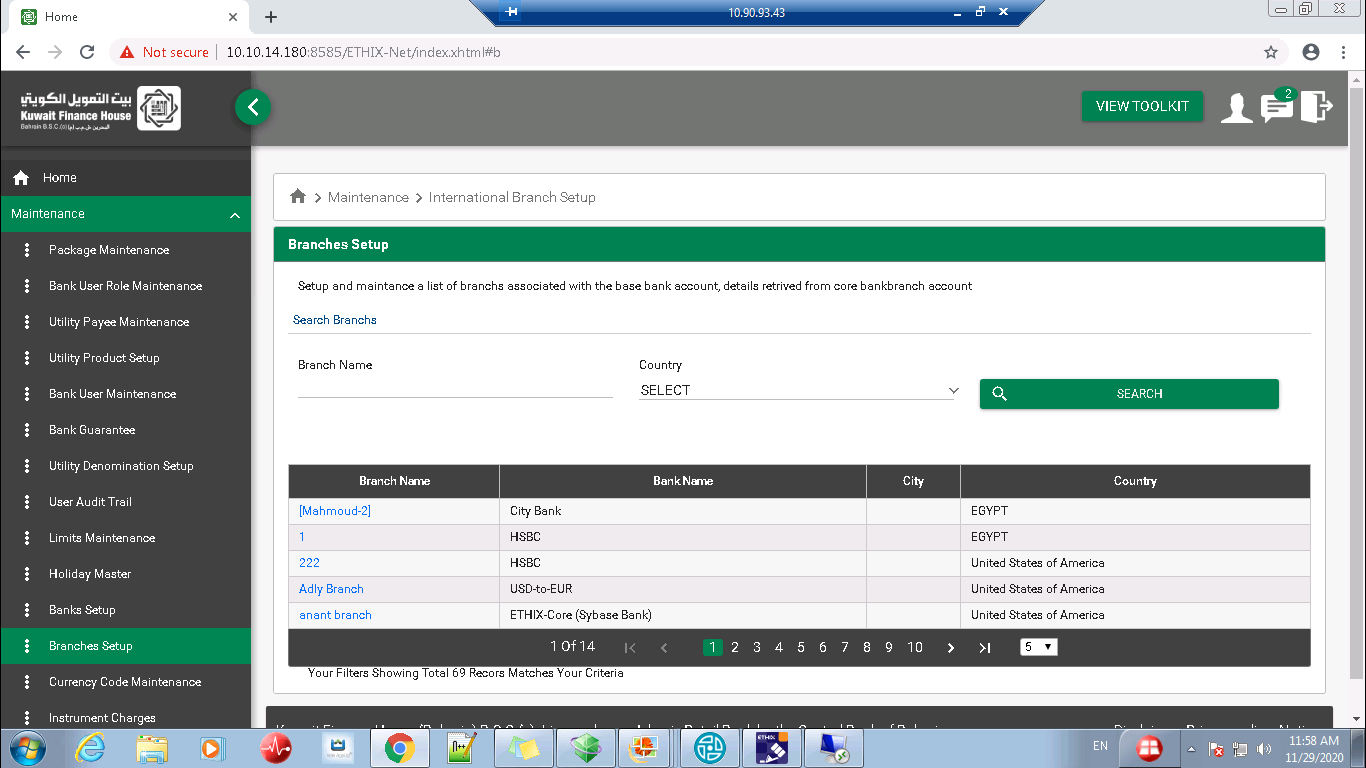 Home
10.90.93.43
Not secure
10.10.14.180:8585/ETHIX-Net/index.xhtml#b
بيت التمويل الكويتي
Kuwait Finance House
VIEW TOOLKIT
2
Home
Maintenance
Package Maintenance
Bank User Role Maintenance
Utility Payee Maintenance
Utility Product Setup
Bank User Maintenance
Bank Guarantee
Utility Denomination Setup
User Audit Trail
Limits Maintenance
Holiday Master
Banks Setup
Branches Setup
Currency Code Maintenance
Instrument Charges
Maintenance International Branch Setup
Branches Setup
Setup and maintance a list of branchs associated with the base bank account, details retrived from core bankbranch account
Search Branchs
Branch Name Country
SELECT SEARCH
Branch Name Bank Name City Country
[Mahmoud-2] City Bank EGYPT
1 HSBC EGYPT
222 HSBC United States of America
Adly Branch USD-to-EUR United States of America
anant branch ETHIX-Core (Sybase Bank) United States of America
1 Of 14 1 2 3 4 5 6 7 8 9 10 5
Your Filters Showing Total 69 Recors Matches Your Criteria
EN
11:58 AM
11/29/2020